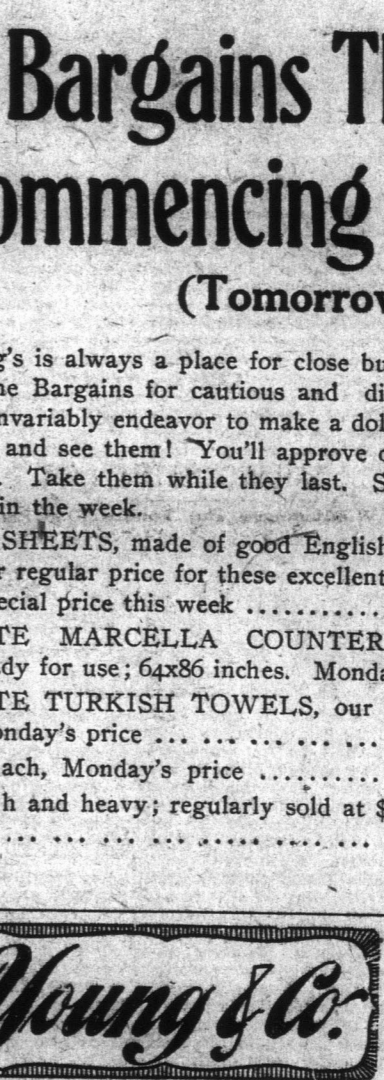 Bargains Th
ommencing
(Tomorrow
g's is always a place for close bu
ne Bargains for cautious and di
nvariably endeavor to make a dol
and see them! You'll approve o
. Take them while they last. S
in the week.
SHEETS, made of good English
r regular price for these excellent
ecial price this week ............
TE MARCELLA COUNTER
dy for use; 64x86 inches. Monda
TE TURKISH TOWELS, our
onday's price ... ... ... ... ...
ach, Monday's price ..........
h and heavy; regularly sold at $
... ... ... ... ...... .... ...
Young & Co.